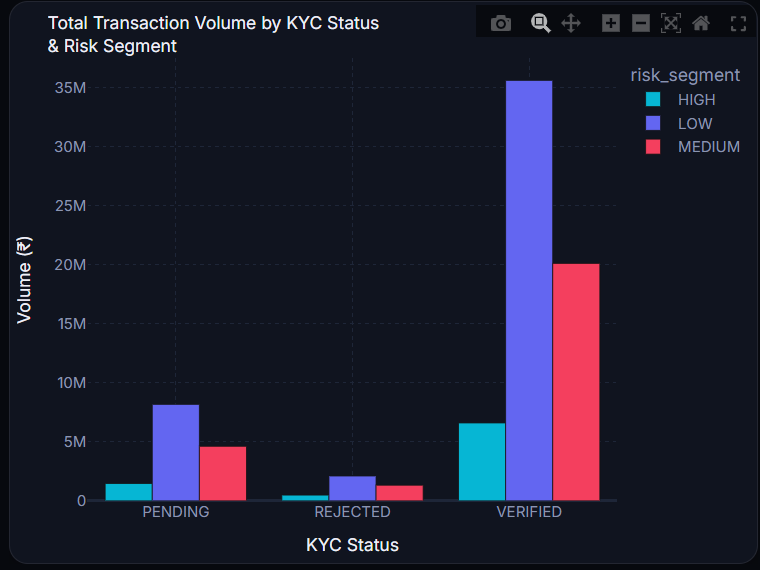 Total Transaction Volume by KYC Status
& Risk Segment
risk_segment
HIGH
LOW
MEDIUM
Volume (₹)
35M
30M
25M
20M
15M
10M
5M
0
PENDING
REJECTED
VERIFIED
KYC Status